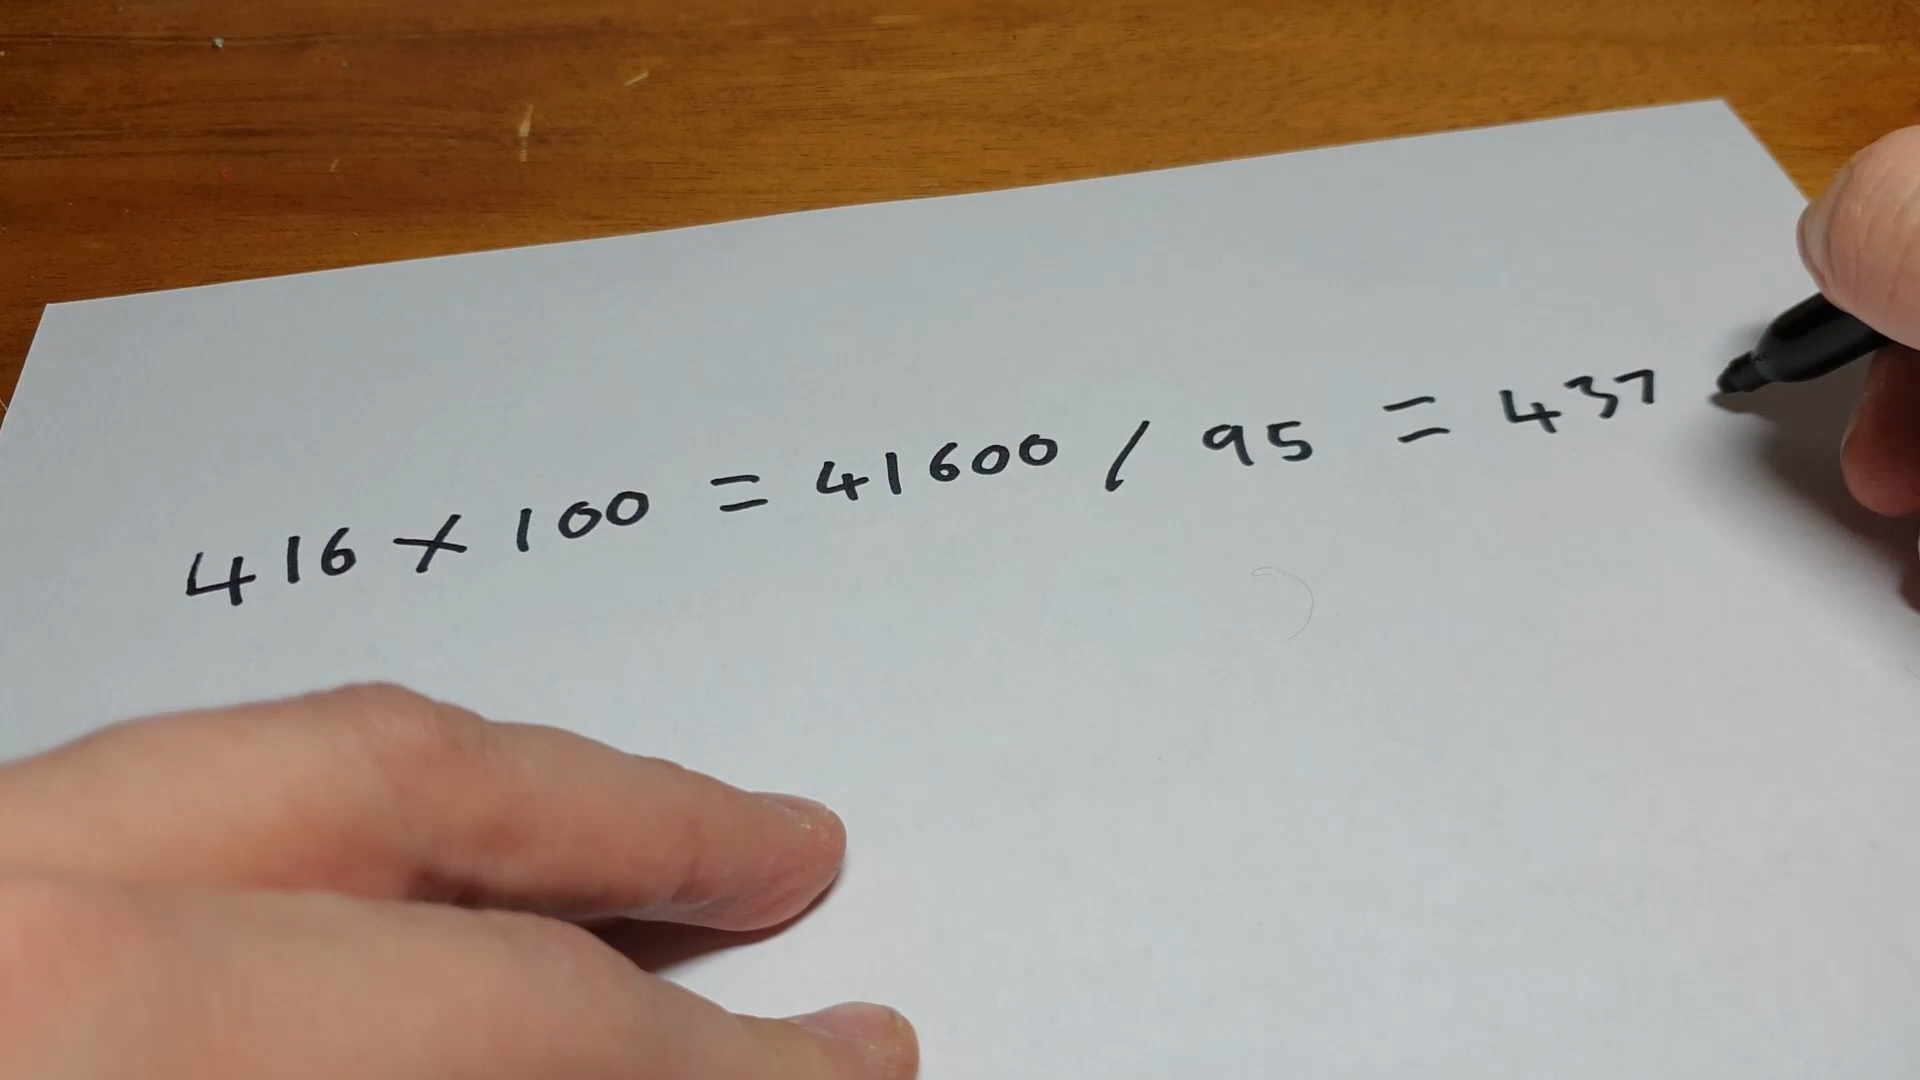 416 × 100 = 41600 / 95 = 437